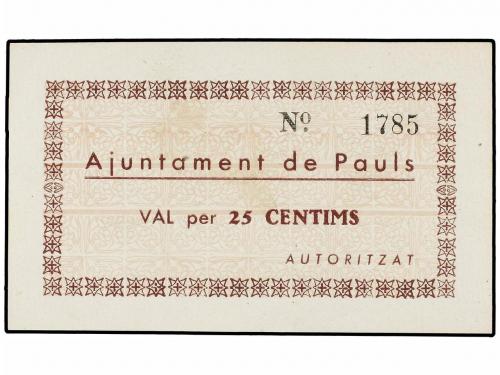 Nº 1785
Ajuntament de Pauls
VAL per 25 CENTIMS
AUTORITZAT